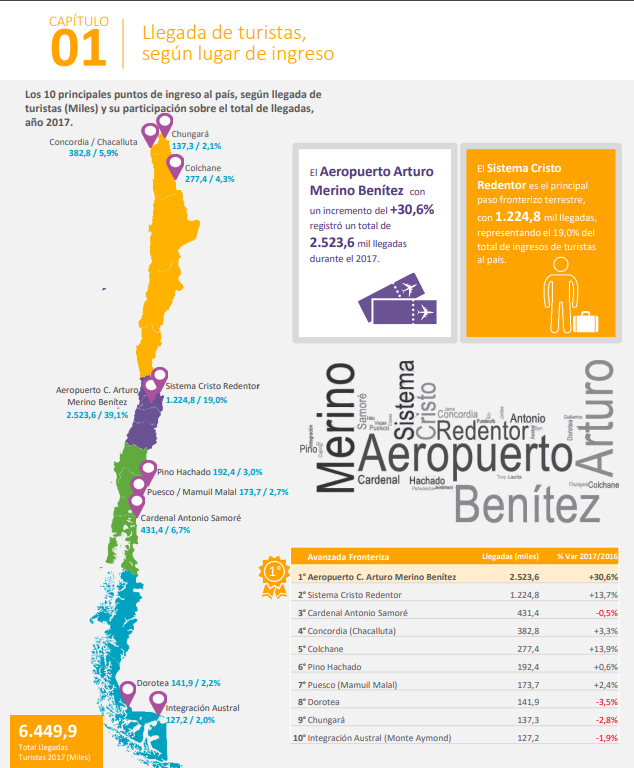 CAPÍTULO
01
Llegada de turistas,
según lugar de ingreso
Los 10 principales puntos de ingreso al país, según llegada de
turistas (Miles) y su participación sobre el total de llegadas,
año 2017.
Chungará
137,3 / 2,1%
Concordia / Chacalluta
382,8 / 5,9%
Colchane
277,4 / 4,3%
Sistema Cristo Redentor
1.224,8 / 19,0%
Aeropuerto C. Arturo
Merino Benítez
2.523,6 / 39,1%
Pino Hachado 192,4 / 3,0%
Puesco / Mamuil Malal 173,7 / 2,7%
Cardenal Antonio Samoré
431,4 / 6,7%
Dorotea 141,9 / 2,2%
Integración Austral
127,2 / 2,0%
6.449,9
Total Llegadas
Turistas 2017 (Miles)
El Aeropuerto Arturo
Merino Benítez con
un incremento del +30,6%
registró un total de
2.523,6 mil llegadas
durante el 2017.
El Sistema Cristo
Redentor es el principal
paso fronterizo terrestre,
con 1.224,8 mil llegadas,
representando el 19,0% del
total de ingresos de turistas
al país.
Merino
Samoré
Sistema
Cristo
Concordia
Antonio
Redentor
Dorotea
Arturo
Puesco
Pino
Integración
Aeropuerto
Cardenal
Hachado
Chungará
Colchane
Benítez
1°
Avanzada Fronteriza Llegadas (miles) % Var 2017/2016
1° Aeropuerto C. Arturo Merino Benítez 2.523,6 +30,6%
2° Sistema Cristo Redentor 1.224,8 +13,7%
3° Cardenal Antonio Samoré 431,4 -0,5%
4° Concordia (Chacalluta) 382,8 +3,3%
5° Colchane 277,4 +13,9%
6° Pino Hachado 192,4 +0,6%
7° Puesco (Mamuil Malal) 173,7 +2,4%
8° Dorotea 141,9 -3,5%
9° Chungará 137,3 -2,8%
10° Integración Austral (Monte Aymond) 127,2 -1,9%